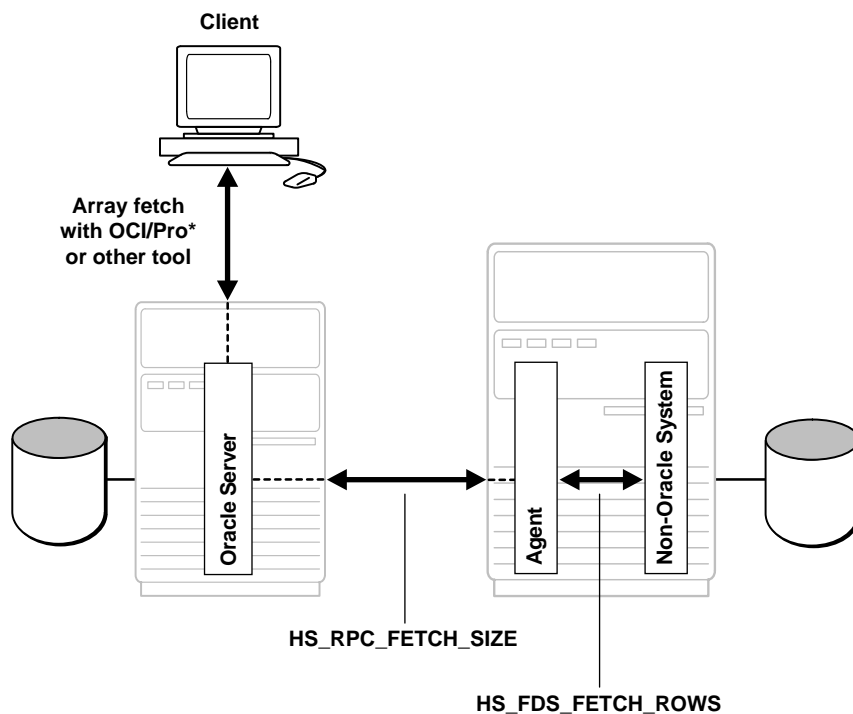 Client
Array fetch
with OCI/Pro*
or other tool
Oracle Server
Agent
Non-Oracle System
HS_RPC_FETCH_SIZE
HS_FDS_FETCH_ROWS